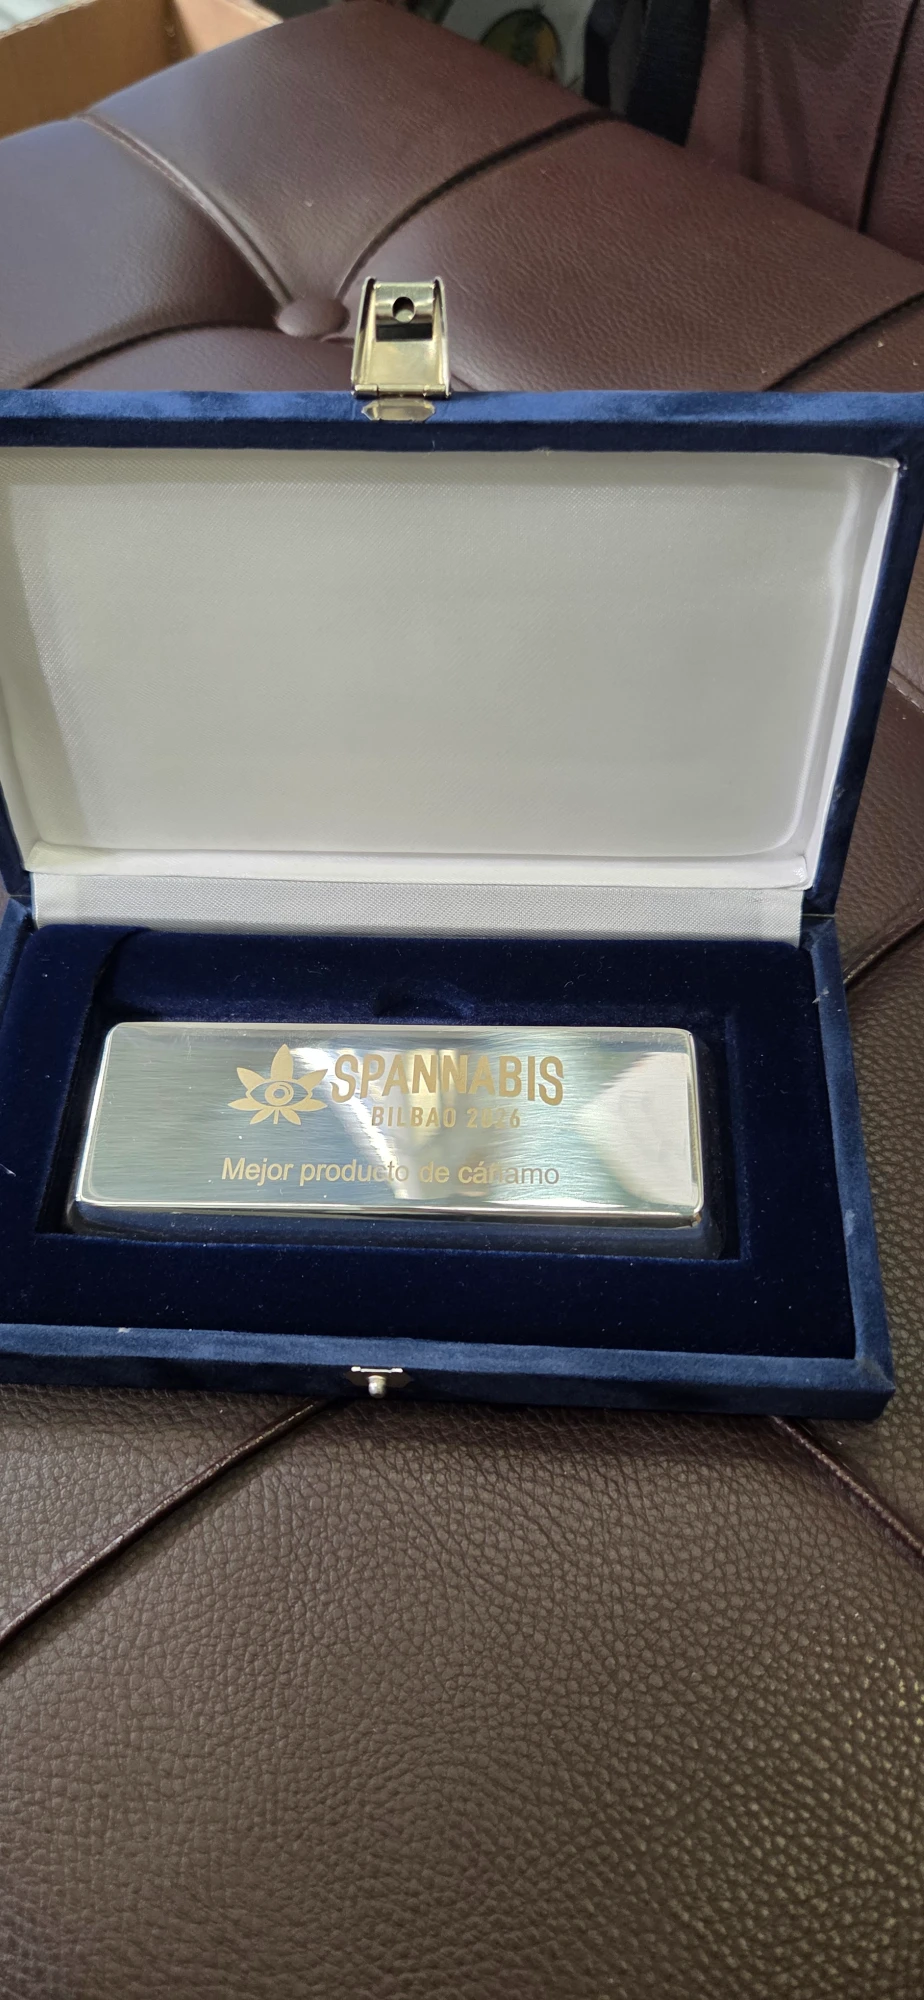 SPANNABIS
BILBAO 2026
Mejor producto de cáñamo